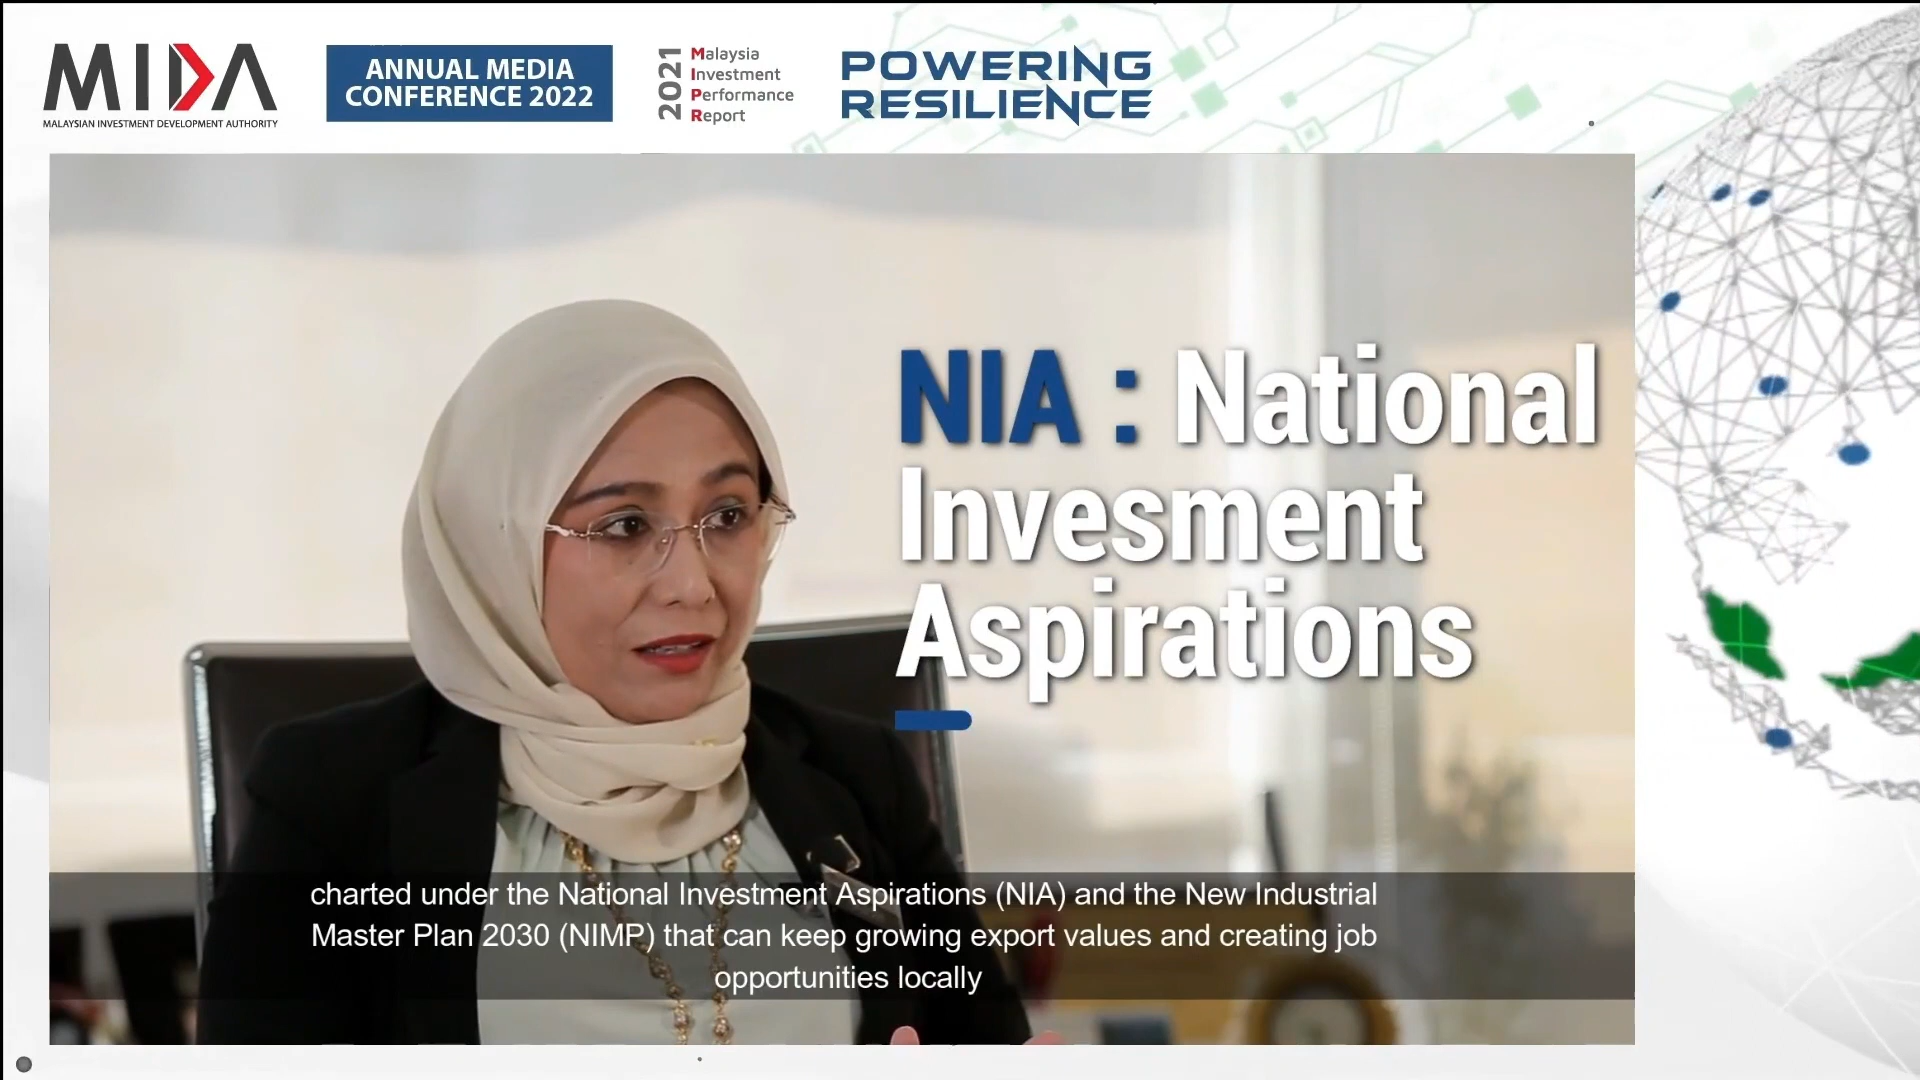 MIDA
MALAYSIAN INVESTMENT DEVELOPMENT AUTHORITY
ANNUAL MEDIA
CONFERENCE 2022
2021
Malaysia
Investment
Performance
Report
POWERING
RESILIENCE
NIA : National
Invesment
Aspirations
charted under the National Investment Aspirations (NIA) and the New Industrial
Master Plan 2030 (NIMP) that can keep growing export values and creating job
opportunities locally